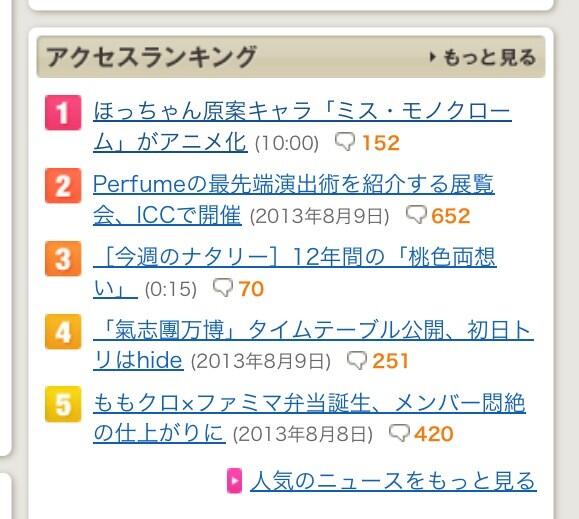 アクセスランキング
もっと見る
1
ほっちゃん原案キャラ「ミス・モノクロー
ム」がアニメ化 (10:00) 152
2
Perfumeの最先端演出術を紹介する展覧
会、ICCで開催 (2013年8月9日) 652
3
［今週のナタリー］12年間の「桃色両想
い」 (0:15) 70
4
「氣志團万博」タイムテーブル公開、初日ト
リはhide (2013年8月9日) 251
5
ももクロ×ファミマ弁当誕生、メンバー悶絶
の仕上がりに (2013年8月8日) 420
人気のニュースをもっと見る